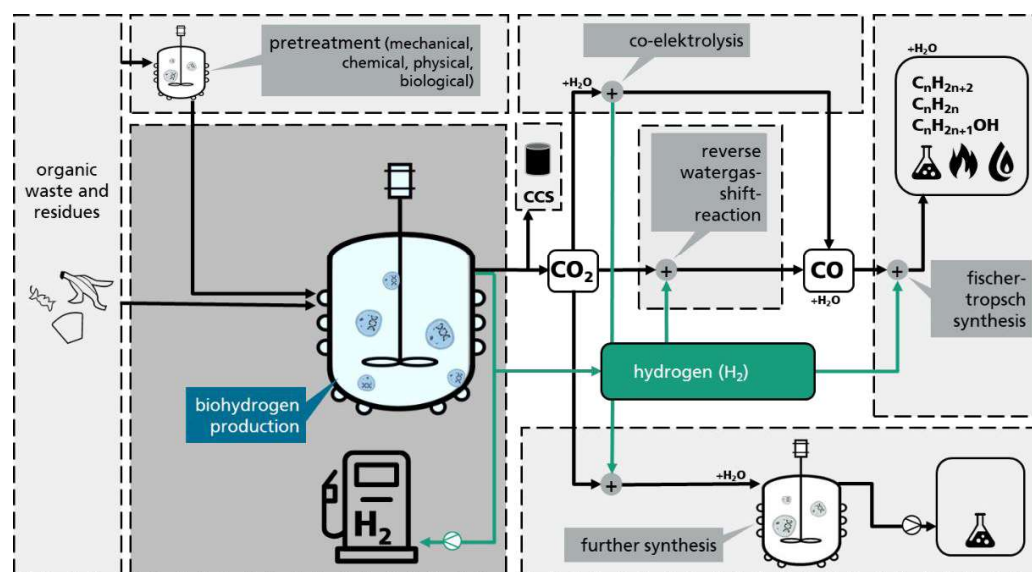 pretreatment (mechanical,
chemical, physical,
biological)
co-elektrolysis
+H₂O
+
+H₂O
CₙH₂ₙ₊₂
CₙH₂ₙ
CₙH₂ₙ₊₁OH
organic
waste and
residues
CCS
reverse
watergas-
shift-
reaction
CO₂
+
CO
+H₂O
+
fischer-
tropsch
synthesis
hydrogen (H₂)
biohydrogen
production
H₂
+
+H₂O
further synthesis